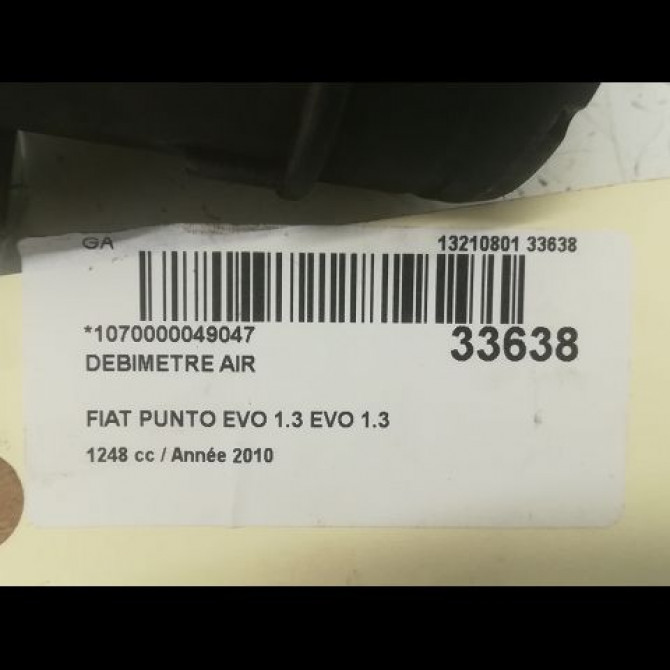 GA 13210801 33638
*1070000049047 33638
DEBIMETRE AIR
FIAT PUNTO EVO 1.3 EVO 1.3
1248 cc / Année 2010